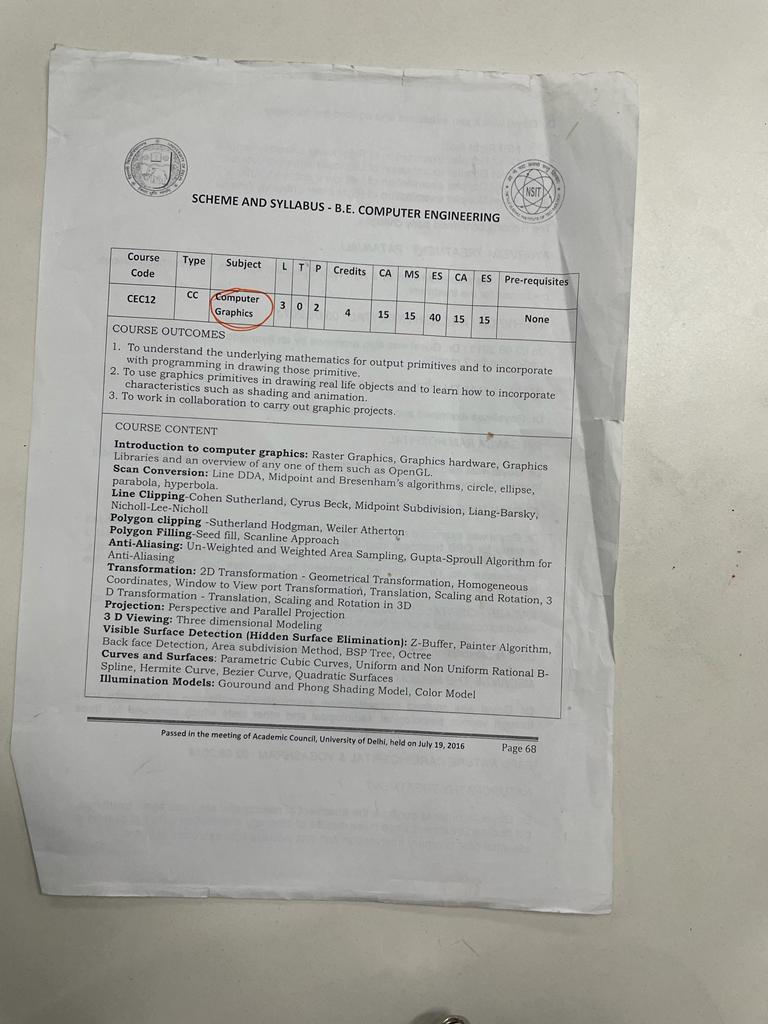 NSIT
SCHEME AND SYLLABUS - B.E. COMPUTER ENGINEERING
Course Code Type Subject L T P Credits CA MS ES CA ES Pre-requisites
CEC12 CC Computer Graphics 3 0 2 4 15 15 40 15 15 None
COURSE OUTCOMES
1. To understand the underlying mathematics for output primitives and to incorporate
with programming in drawing those primitive.
2. To use graphics primitives in drawing real life objects and to learn how to incorporate
characteristics such as shading and animation.
3. To work in collaboration to carry out graphic projects.
COURSE CONTENT
Introduction to computer graphics: Raster Graphics, Graphics hardware, Graphics
Libraries and an overview of any one of them such as OpenGL.
Scan Conversion: Line DDA, Midpoint and Bresenham's algorithms, circle, ellipse,
parabola, hyperbola.
Line Clipping-Cohen Sutherland, Cyrus Beck, Midpoint Subdivision, Liang-Barsky,
Nicholl-Lee-Nicholl
Polygon clipping -Sutherland Hodgman, Weiler Atherton
Polygon Filling-Seed fill, Scanline Approach
Anti-Aliasing: Un-Weighted and Weighted Area Sampling, Gupta-Sproull Algorithm for
Anti-Aliasing
Transformation: 2D Transformation - Geometrical Transformation, Homogeneous
Coordinates, Window to View port Transformation, Translation, Scaling and Rotation, 3
D Transformation - Translation, Scaling and Rotation in 3D
Projection: Perspective and Parallel Projection
3 D Viewing: Three dimensional Modeling
Visible Surface Detection (Hidden Surface Elimination): Z-Buffer, Painter Algorithm,
Back face Detection, Area subdivision Method, BSP Tree, Octree
Curves and Surfaces: Parametric Cubic Curves, Uniform and Non Uniform Rational B-
Spline, Hermite Curve, Bezier Curve, Quadratic Surfaces
Illumination Models: Gouround and Phong Shading Model, Color Model
Passed in the meeting of Academic Council, University of Delhi, held on July 19, 2016
Page 68